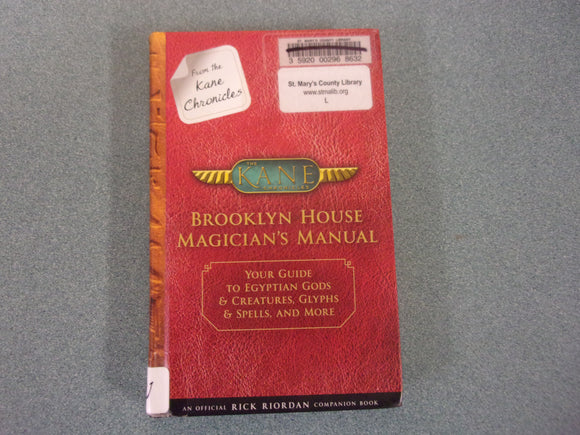 ST. MARY'S COUNTY LIBRARY
3 5920 00296 8632
St. Mary's County Library
www.stmalib.org
L
From the
Kane
Chronicles
THE
KANE
CHRONICLES
BROOKLYN HOUSE
MAGICIAN'S MANUAL
YOUR GUIDE
TO EGYPTIAN GODS
& CREATURES, GLYPHS
& SPELLS, AND MORE
AN OFFICIAL RICK RIORDAN COMPANION BOOK